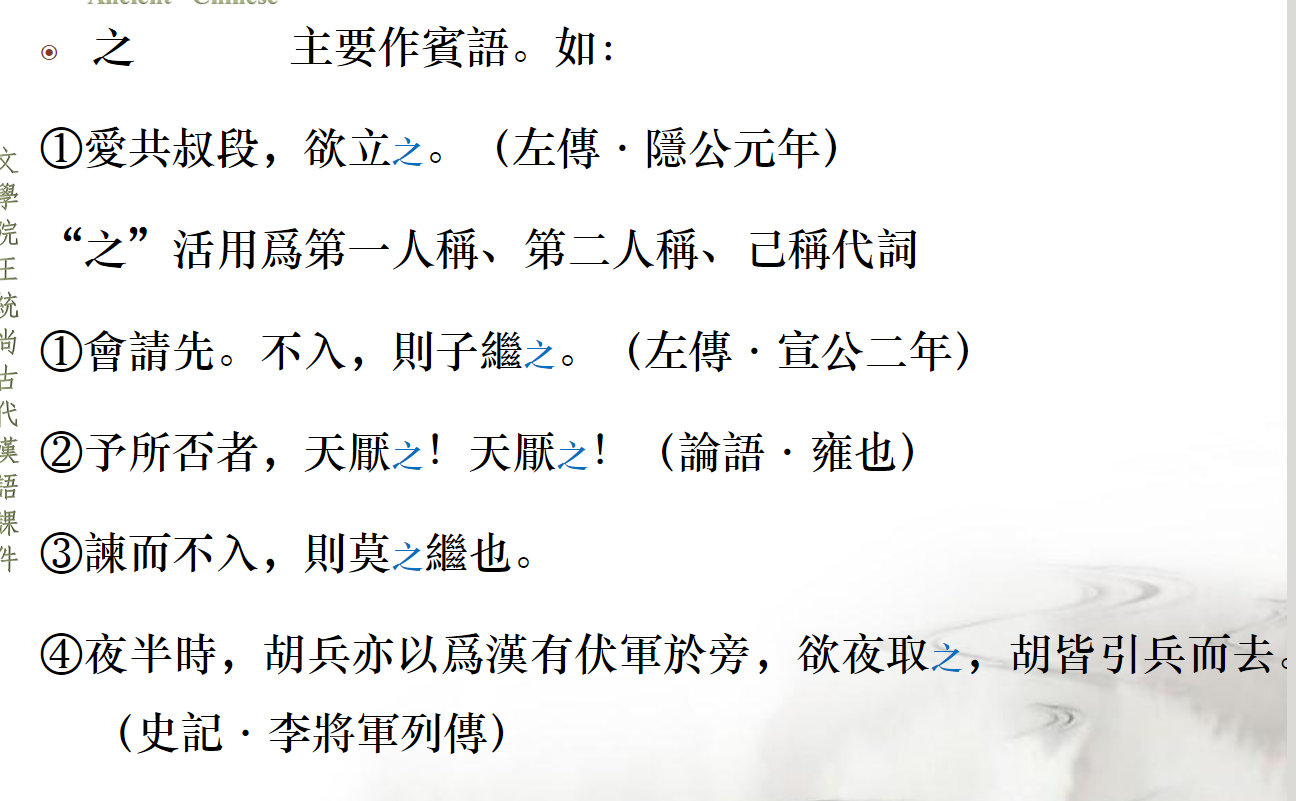 Ancient Chinese
之 主要作賓語。如：
①愛共叔段，欲立之。（左傳·隱公元年）
“之”活用爲第一人稱、第二人稱、己稱代詞
①會請先。不入，則子繼之。（左傳·宣公二年）
②予所否者，天厭之！天厭之！（論語·雍也）
③諫而不入，則莫之繼也。
④夜半時，胡兵亦以爲漢有伏軍於旁，欲夜取之，胡皆引兵而去。
（史記·李將軍列傳）
文學院王統尚古代漢語課件